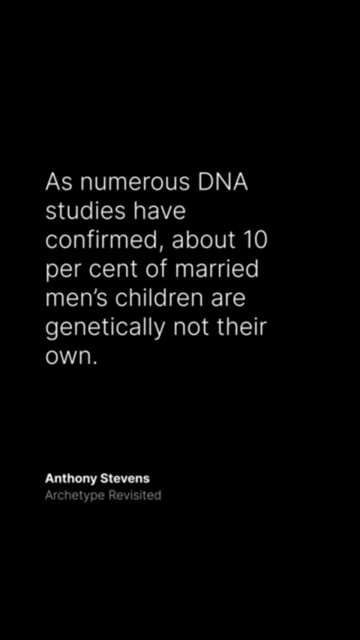 As numerous DNA
studies have
confirmed, about 10
per cent of married
men’s children are
genetically not their
own.
Anthony Stevens
Archetype Revisited